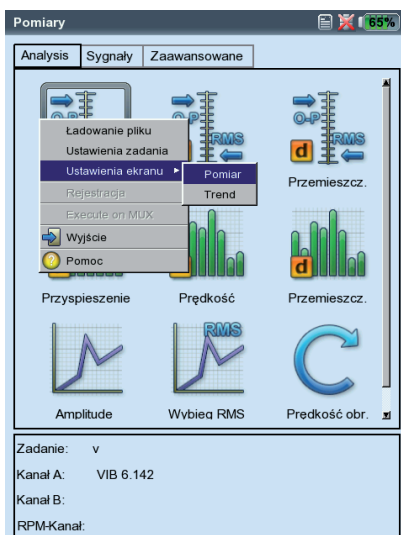 Pomiary 65%
Analysis Sygnały Zaawansowane
O-P O-P
RMS RMS
d
Ładowanie pliku
Ustawienia zadania
Ustawienia ekranu Pomiar
Przemieszcz.
Trend
Rejestracja
Execute on MUX
Wyjście
? Pomoc
d
Przyspieszenie Prędkość Przemieszcz.
RMS
Amplitude Wybieg RMS Prędkość obr.
Zadanie: v
Kanał A: VIB 6.142
Kanał B:
RPM-Kanał: